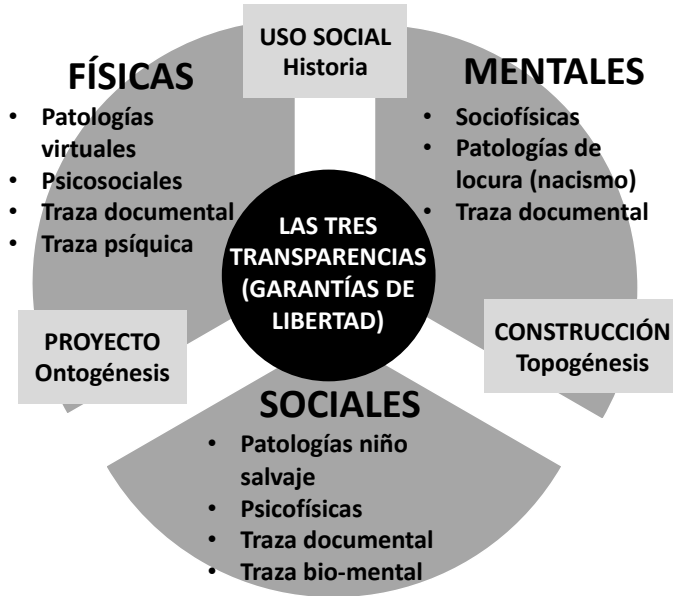 USO SOCIAL
Historia
FÍSICAS
• Patologías
virtuales
• Psicosociales
• Traza documental
• Traza psíquica
MENTALES
• Sociofísicas
• Patologías de
locura (nacismo)
• Traza documental
LAS TRES
TRANSPARENCIAS
(GARANTÍAS DE
LIBERTAD)
PROYECTO
Ontogénesis
CONSTRUCCIÓN
Topogénesis
SOCIALES
• Patologías niño
salvaje
• Psicofísicas
• Traza documental
• Traza bio-mental